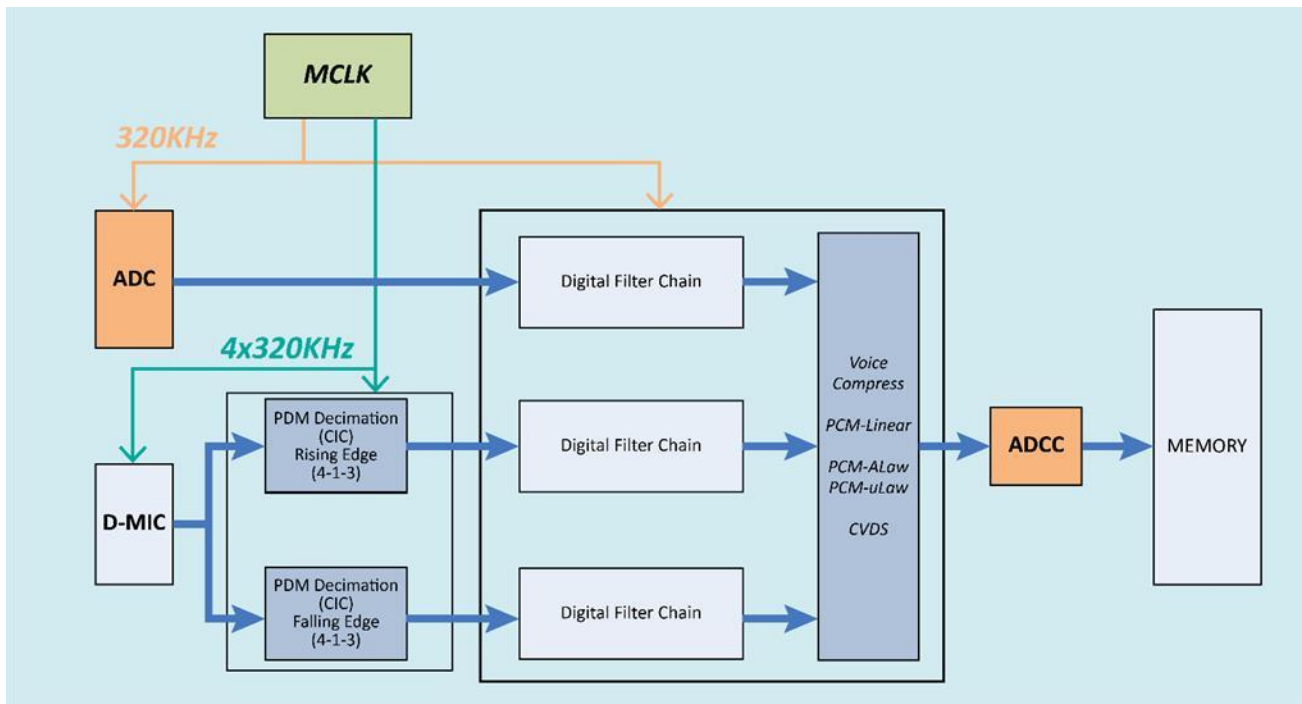 MCLK
320KHz
ADC
Digital Filter Chain
4x320KHz
PDM Decimation
(CIC)
Rising Edge
(4-1-3)
Digital Filter Chain
D-MIC
PDM Decimation
(CIC)
Falling Edge
(4-1-3)
Digital Filter Chain
Voice
Compress
PCM-Linear
PCM-ALaw
PCM-uLaw
CVDS
ADCC
MEMORY